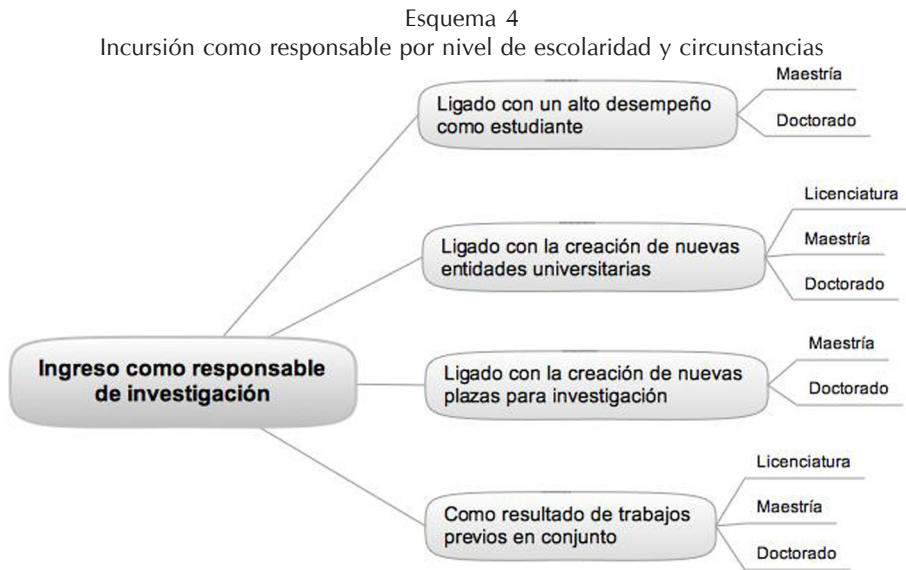 Esquema 4
Incursión como responsable por nivel de escolaridad y circunstancias
Ligado con un alto desempeño
como estudiante
Maestría
Doctorado
Ligado con la creación de nuevas
entidades universitarias
Licenciatura
Maestría
Doctorado
Ingreso como responsable
de investigación
Ligado con la creación de nuevas
plazas para investigación
Maestría
Doctorado
Como resultado de trabajos
previos en conjunto
Licenciatura
Maestría
Doctorado